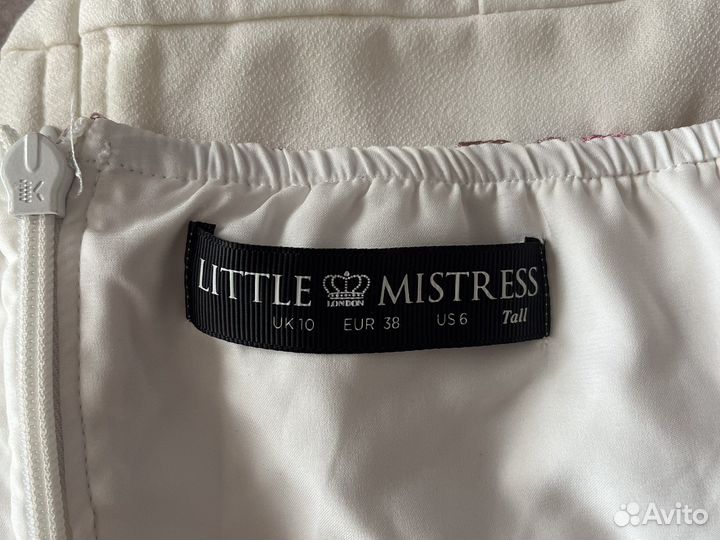 LITTLE MISTRESS
LONDON
UK 10 EUR 38 US 6 Tall
K
Avito